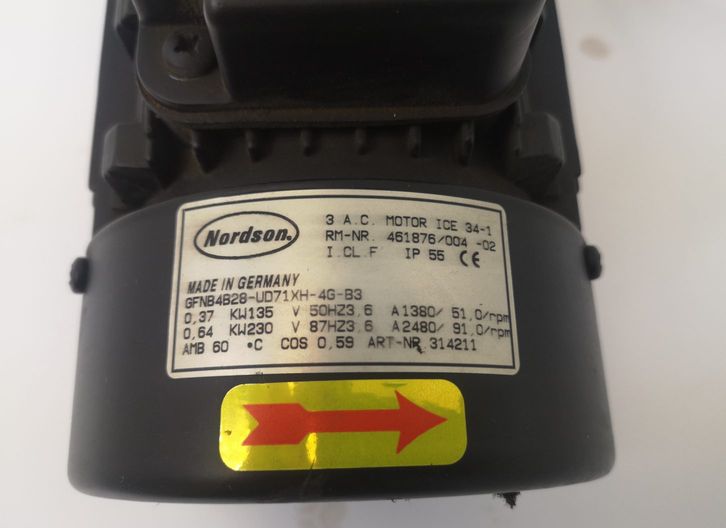 Nordson.
3 A.C. MOTOR ICE 34-1
RM-NR. 461876/004 -02
I.CL.F IP 55 CE
MADE IN GERMANY
GFNB4B28-UD71XH-4G-B3
0,37 KW135 V 50HZ3,6 A1380/ 51,0/rpm
0,64 KW230 V 87HZ3,6 A2480/ 91,0/rpm
AMB 60 °C COS 0,59 ART-NR 314211